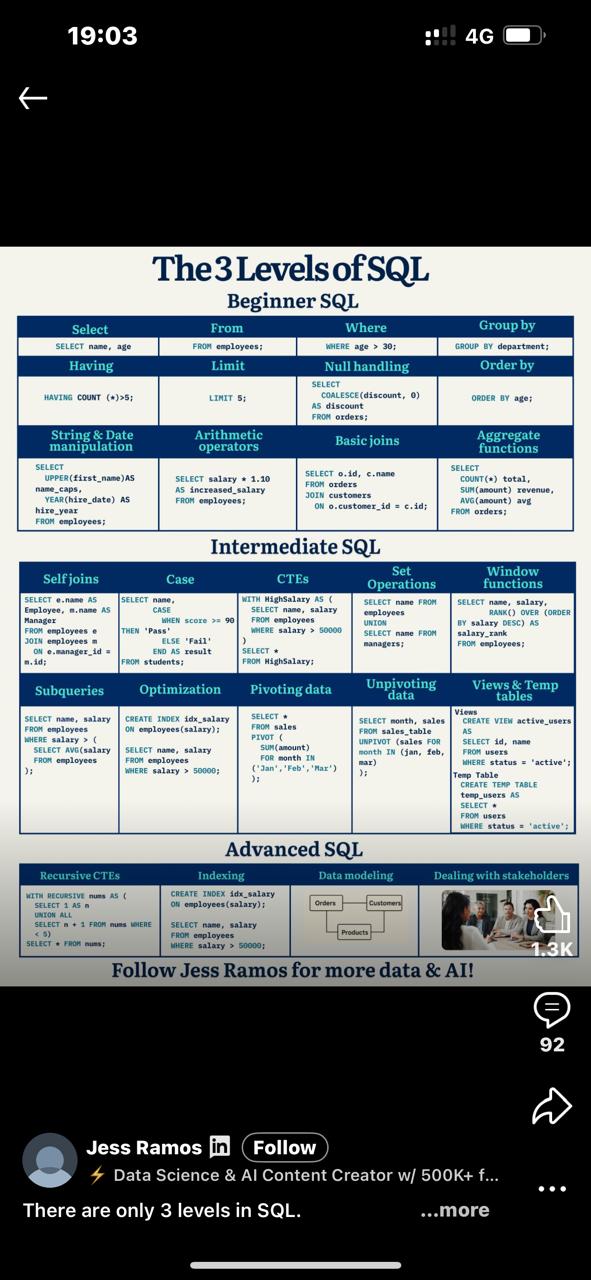 19:03
4G
The 3 Levels of SQL
Beginner SQL
Select
From
Where
Group by
SELECT name, age
FROM employees;
WHERE age > 30;
GROUP BY department;
Having
Limit
Null handling
Order by
HAVING COUNT (*)>5;
LIMIT 5;
SELECT
COALESCE(discount, 0)
AS discount
FROM orders;
ORDER BY age;
String & Date
manipulation
Arithmetic
operators
Basic joins
Aggregate
functions
SELECT
UPPER(first_name)AS
name_caps,
YEAR(hire_date) AS
hire_year
FROM employees;
SELECT salary * 1.10
AS increased_salary
FROM employees;
SELECT o.id, c.name
FROM orders
JOIN customers
ON o.customer_id = c.id;
SELECT
COUNT(*) total,
SUM(amount) revenue,
AVG(amount) avg
FROM orders;
Intermediate SQL
Self joins
Case
CTEs
Set
Operations
Window
functions
SELECT e.name AS
Employee, m.name AS
Manager
FROM employees e
JOIN employees m
ON e.manager_id =
m.id;
SELECT name,
CASE
WHEN score >= 90
THEN 'Pass'
ELSE 'Fail'
END AS result
FROM students;
WITH HighSalary AS (
SELECT name, salary
FROM employees
WHERE salary > 50000
)
SELECT *
FROM HighSalary;
SELECT name FROM
employees
UNION
SELECT name FROM
managers;
SELECT name, salary,
RANK() OVER (ORDER
BY salary DESC) AS
salary_rank
FROM employees;
Subqueries
Optimization
Pivoting data
Unpivoting
data
Views & Temp
tables
SELECT name, salary
FROM employees
WHERE salary > (
SELECT AVG(salary
FROM employees
);
CREATE INDEX idx_salary
ON employees(salary);
SELECT name, salary
FROM employees
WHERE salary > 50000;
SELECT *
FROM sales
PIVOT (
SUM(amount)
FOR month IN
('Jan','Feb','Mar')
);
SELECT month, sales
FROM sales_table
UNPIVOT (sales FOR
month IN (jan, feb,
mar)
);
Views
CREATE VIEW active_users
AS
SELECT id, name
FROM users
WHERE status = 'active';
Temp Table
CREATE TEMP TABLE
temp_users AS
SELECT *
FROM users
WHERE status = 'active';
Advanced SQL
Recursive CTEs
Indexing
Data modeling
Dealing with stakeholders
WITH RECURSIVE nums AS (
SELECT 1 AS n
UNION ALL
SELECT n + 1 FROM nums WHERE
< 5)
SELECT * FROM nums;
CREATE INDEX idx_salary
ON employees(salary);
SELECT name, salary
FROM employees
WHERE salary > 50000;
Orders
Customers
Products
1.3K
Follow Jess Ramos for more data & AI!
92
Jess Ramos in Follow
⚡ Data Science & AI Content Creator w/ 500K+ f...
There are only 3 levels in SQL. ...more